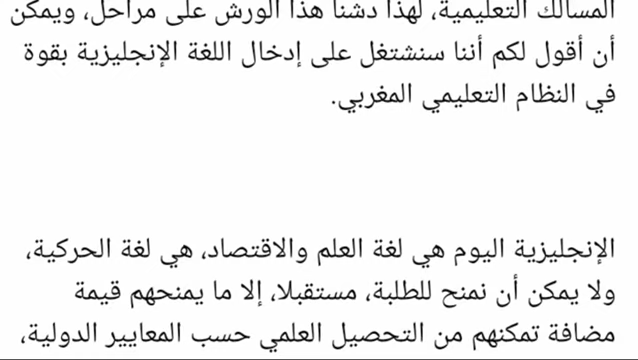 المسالك التعليمية، لهذا دشنا هذا الورش على مراحل، ويمكن
أن أقول لكم أننا سنشتغل على إدخال اللغة الإنجليزية بقوة
في النظام التعليمي المغربي.
الإنجليزية اليوم هي لغة العلم والاقتصاد، هي لغة الحركية،
ولا يمكن أن نمنح للطلبة، مستقبلا، إلا ما يمنحهم قيمة
مضافة تمكنهم من التحصيل العلمي حسب المعايير الدولية،